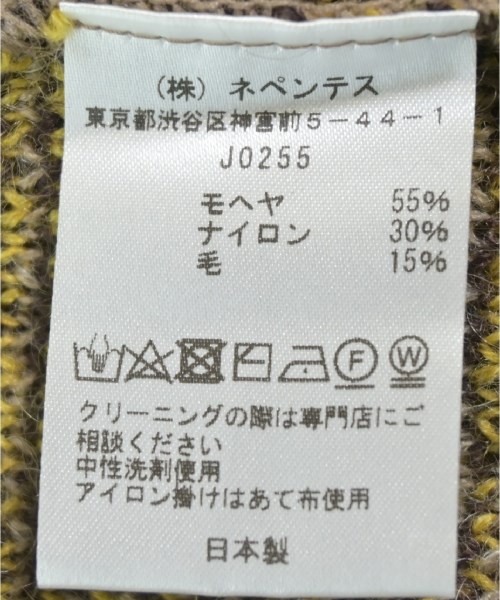 (株) ネペンテス
東京都渋谷区神宮前5-44-1
J0255
モヘヤ 55%
ナイロン 30%
毛 15%
F W
クリーニングの際は専門店にご
相談ください
中性洗剤使用
アイロン掛けはあて布使用
日本製